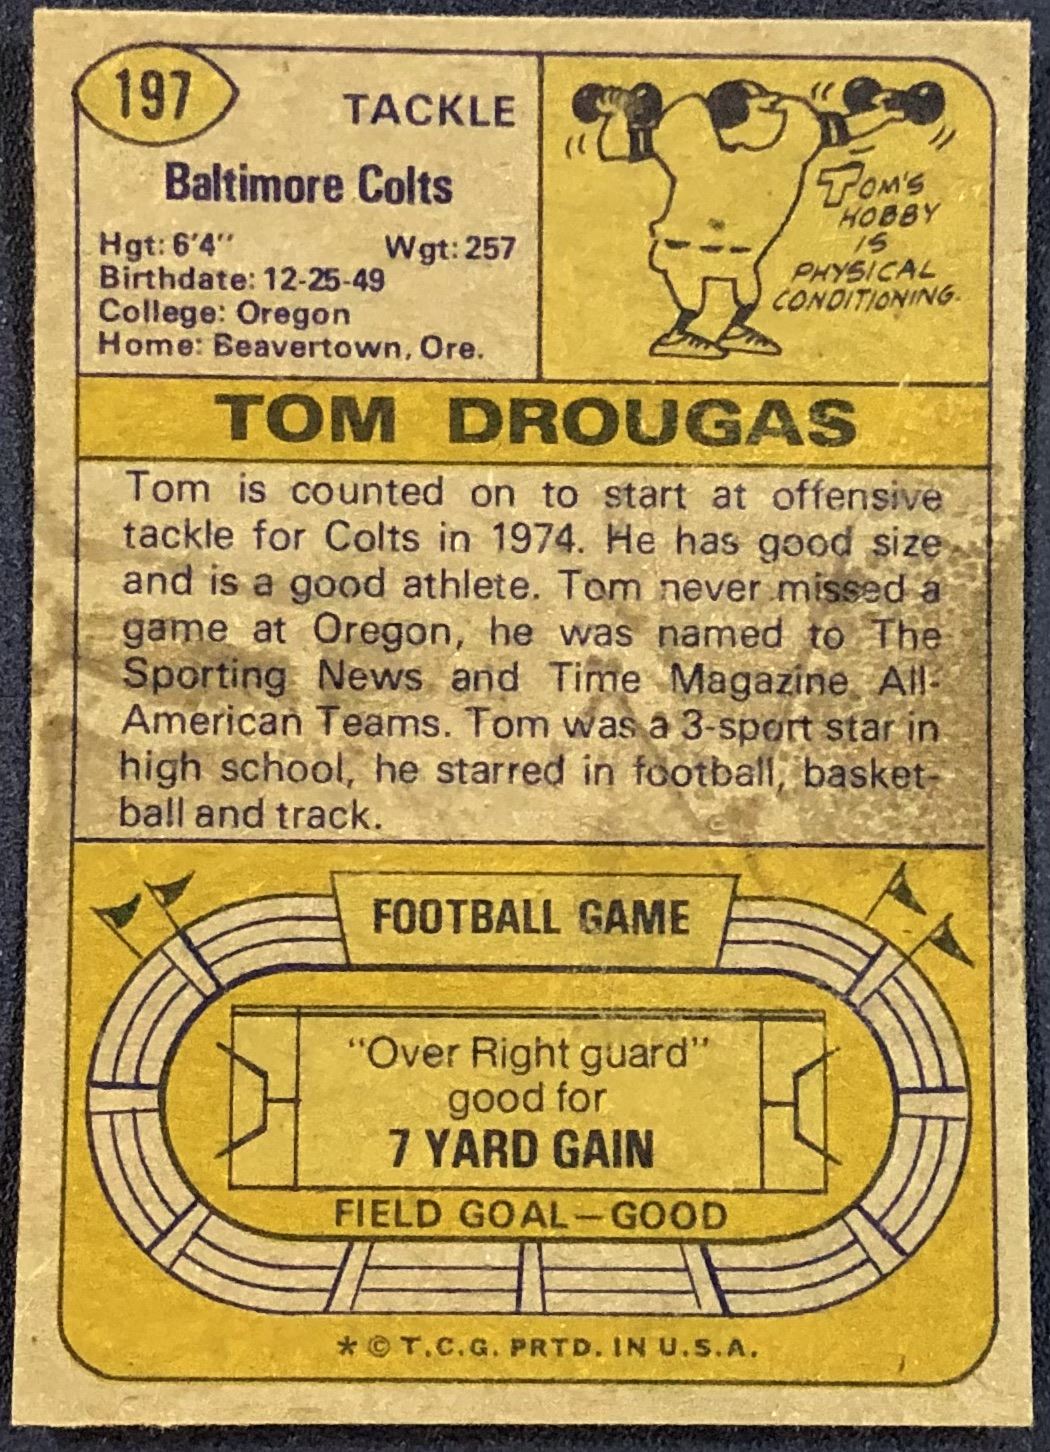 197
TACKLE
Baltimore Colts
Hgt: 6'4" Wgt: 257
Birthdate: 12-25-49
College: Oregon
Home: Beavertown, Ore.
TOM'S
HOBBY
IS
PHYSICAL
CONDITIONING.
TOM DROUGAS
Tom is counted on to start at offensive
tackle for Colts in 1974. He has good size
and is a good athlete. Tom never missed a
game at Oregon, he was named to The
Sporting News and Time Magazine All-
American Teams. Tom was a 3-sport star in
high school, he starred in football, basket-
ball and track.
FOOTBALL GAME
"Over Right guard"
good for
7 YARD GAIN
FIELD GOAL—GOOD
* © T.C.G. PRTD. IN U.S.A.